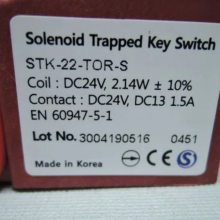 Solenoid Trapped Key Switch
STK-22-TOR-S
Coil : DC24V, 2.14W ± 10%
Contact : DC24V, DC13 1.5A
EN 60947-5-1
Lot No. 3004190516 0451
Made in Korea